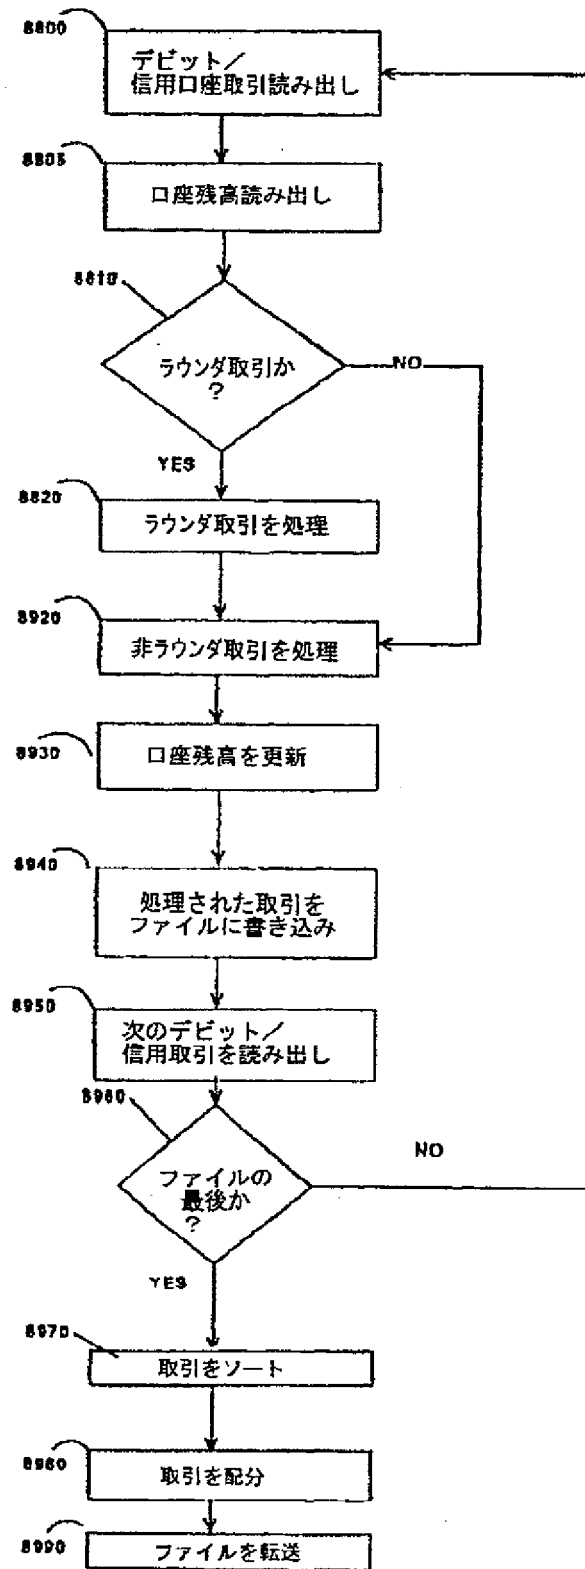 8800
デビット／
信用口座取引読み出し
8805
口座残高読み出し
8810
ラウンダ取引か
？
NO
YES
8820
ラウンダ取引を処理
8920
非ラウンダ取引を処理
8930
口座残高を更新
8940
処理された取引を
ファイルに書き込み
8950
次のデビット／
信用取引を読み出し
8960
ファイルの
最後か
？
NO
YES
8970
取引をソート
8980
取引を配分
8990
ファイルを転送